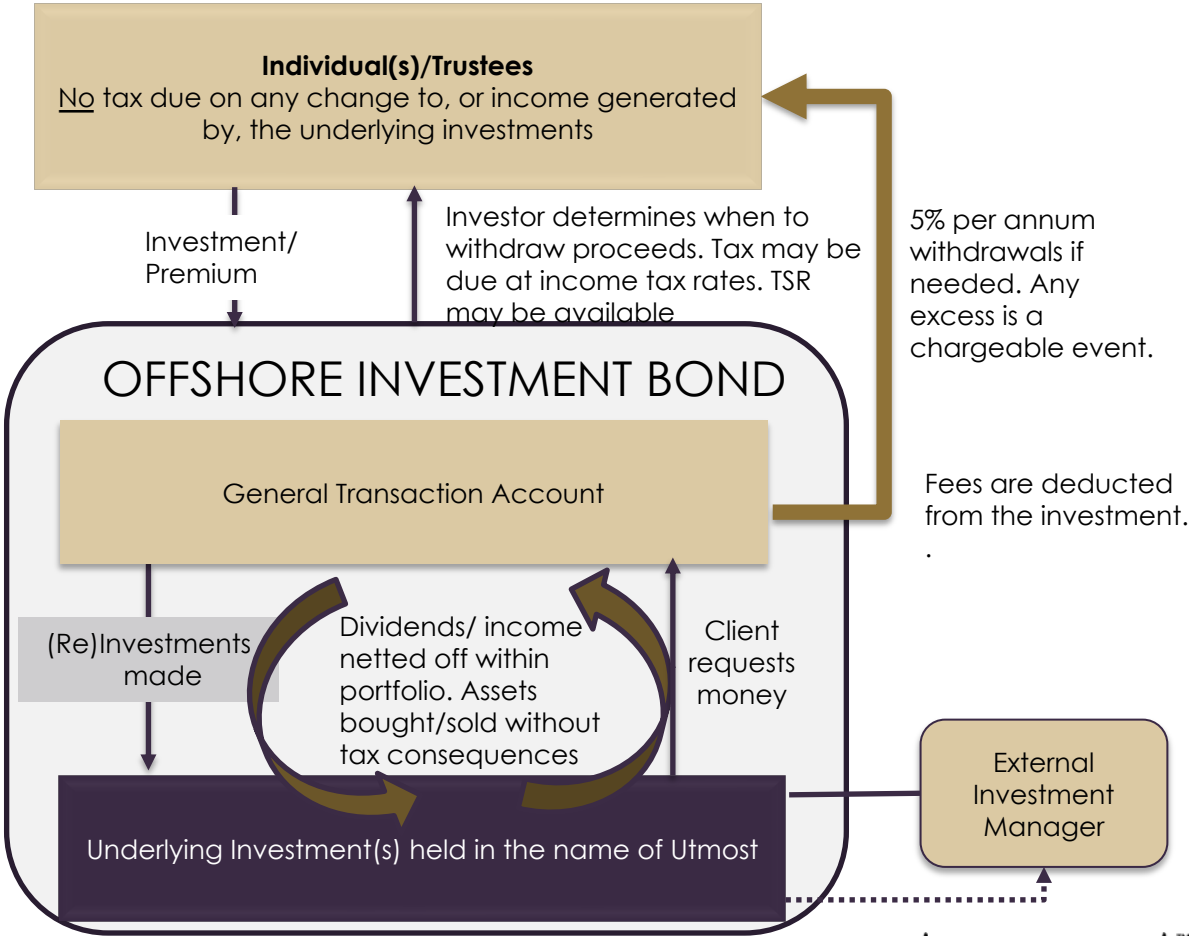 Individual(s)/Trustees
No tax due on any change to, or income generated
by, the underlying investments
Investment/
Premium
Investor determines when to
withdraw proceeds. Tax may be
due at income tax rates. TSR
may be available
5% per annum
withdrawals if
needed. Any
excess is a
chargeable event.
OFFSHORE INVESTMENT BOND
General Transaction Account
Fees are deducted
from the investment.
.
(Re)Investments
made
Dividends/ income
netted off within
portfolio. Assets
bought/sold without
tax consequences
Client
requests
money
External
Investment
Manager
Underlying Investment(s) held in the name of Utmost